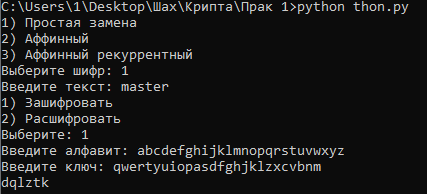 C:\Users\1\Desktop\Шах\Крипта\Прак 1>python thon.py
1) Простая замена
2) Аффинный
3) Аффинный рекуррентный
Выберите шифр: 1
Введите текст: master
1) Зашифровать
2) Расшифровать
Выберите: 1
Введите алфавит: abcdefghijklmnopqrstuvwxyz
Введите ключ: qwertyuiopasdfghjklzxcvbnm
dqlztk